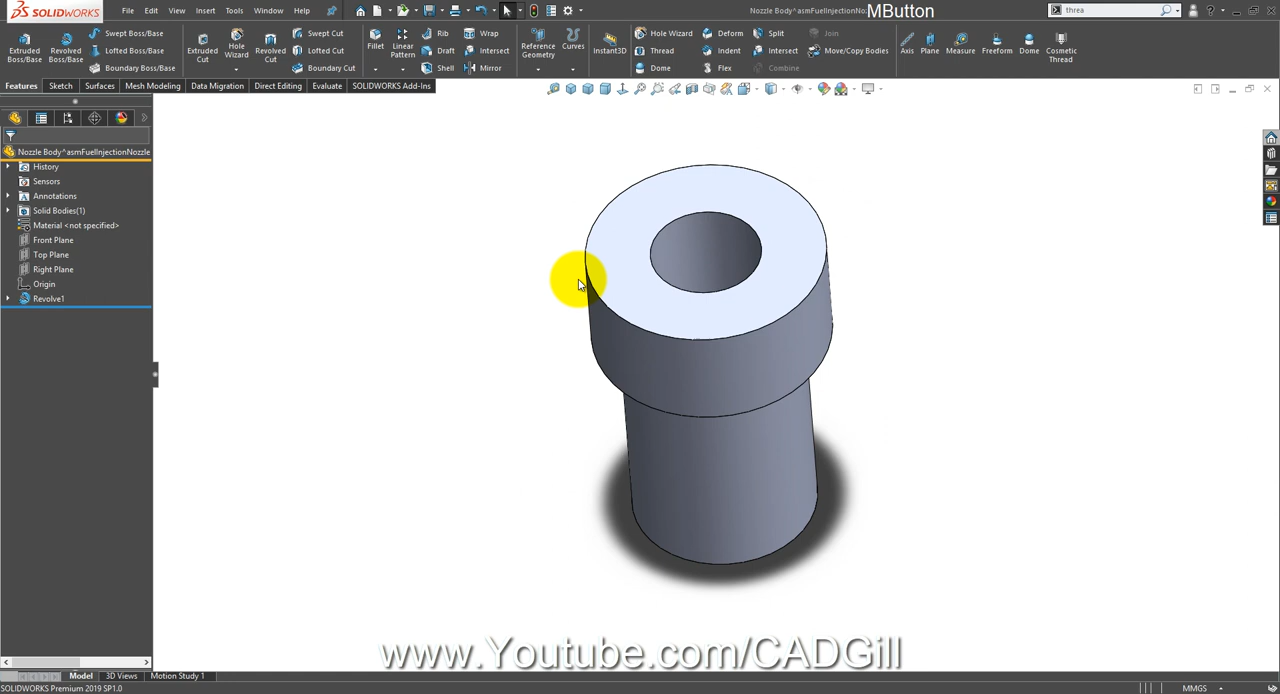 SOLIDWORKS File Edit View Insert Tools Window Help Nozzle Body^asmFuelInjectionNo MButton threa
Extruded Boss/Base Revolved Boss/Base Swept Boss/Base Lofted Boss/Base Boundary Boss/Base Extruded Cut Hole Wizard Revolved Cut Swept Cut Lofted Cut Boundary Cut Fillet Linear Pattern Rib Draft Shell Wrap Intersect Mirror Reference Geometry Curves Instant3D Hole Wizard Thread Dome Deform Indent Flex Split Intersect Combine Join Move/Copy Bodies Axis Plane Measure Freeform Dome Cosmetic Thread
Features Sketch Surfaces Mesh Modeling Data Migration Direct Editing Evaluate SOLIDWORKS Add-Ins
Nozzle Body^asmFuelInjectionNozzle
History
Sensors
Annotations
Solid Bodies(1)
Material <not specified>
Front Plane
Top Plane
Right Plane
Origin
Revolve1
www.Youtube.com/CADGill
Model 3D Views Motion Study 1
SOLIDWORKS Premium 2019 SP1.0 MMGS